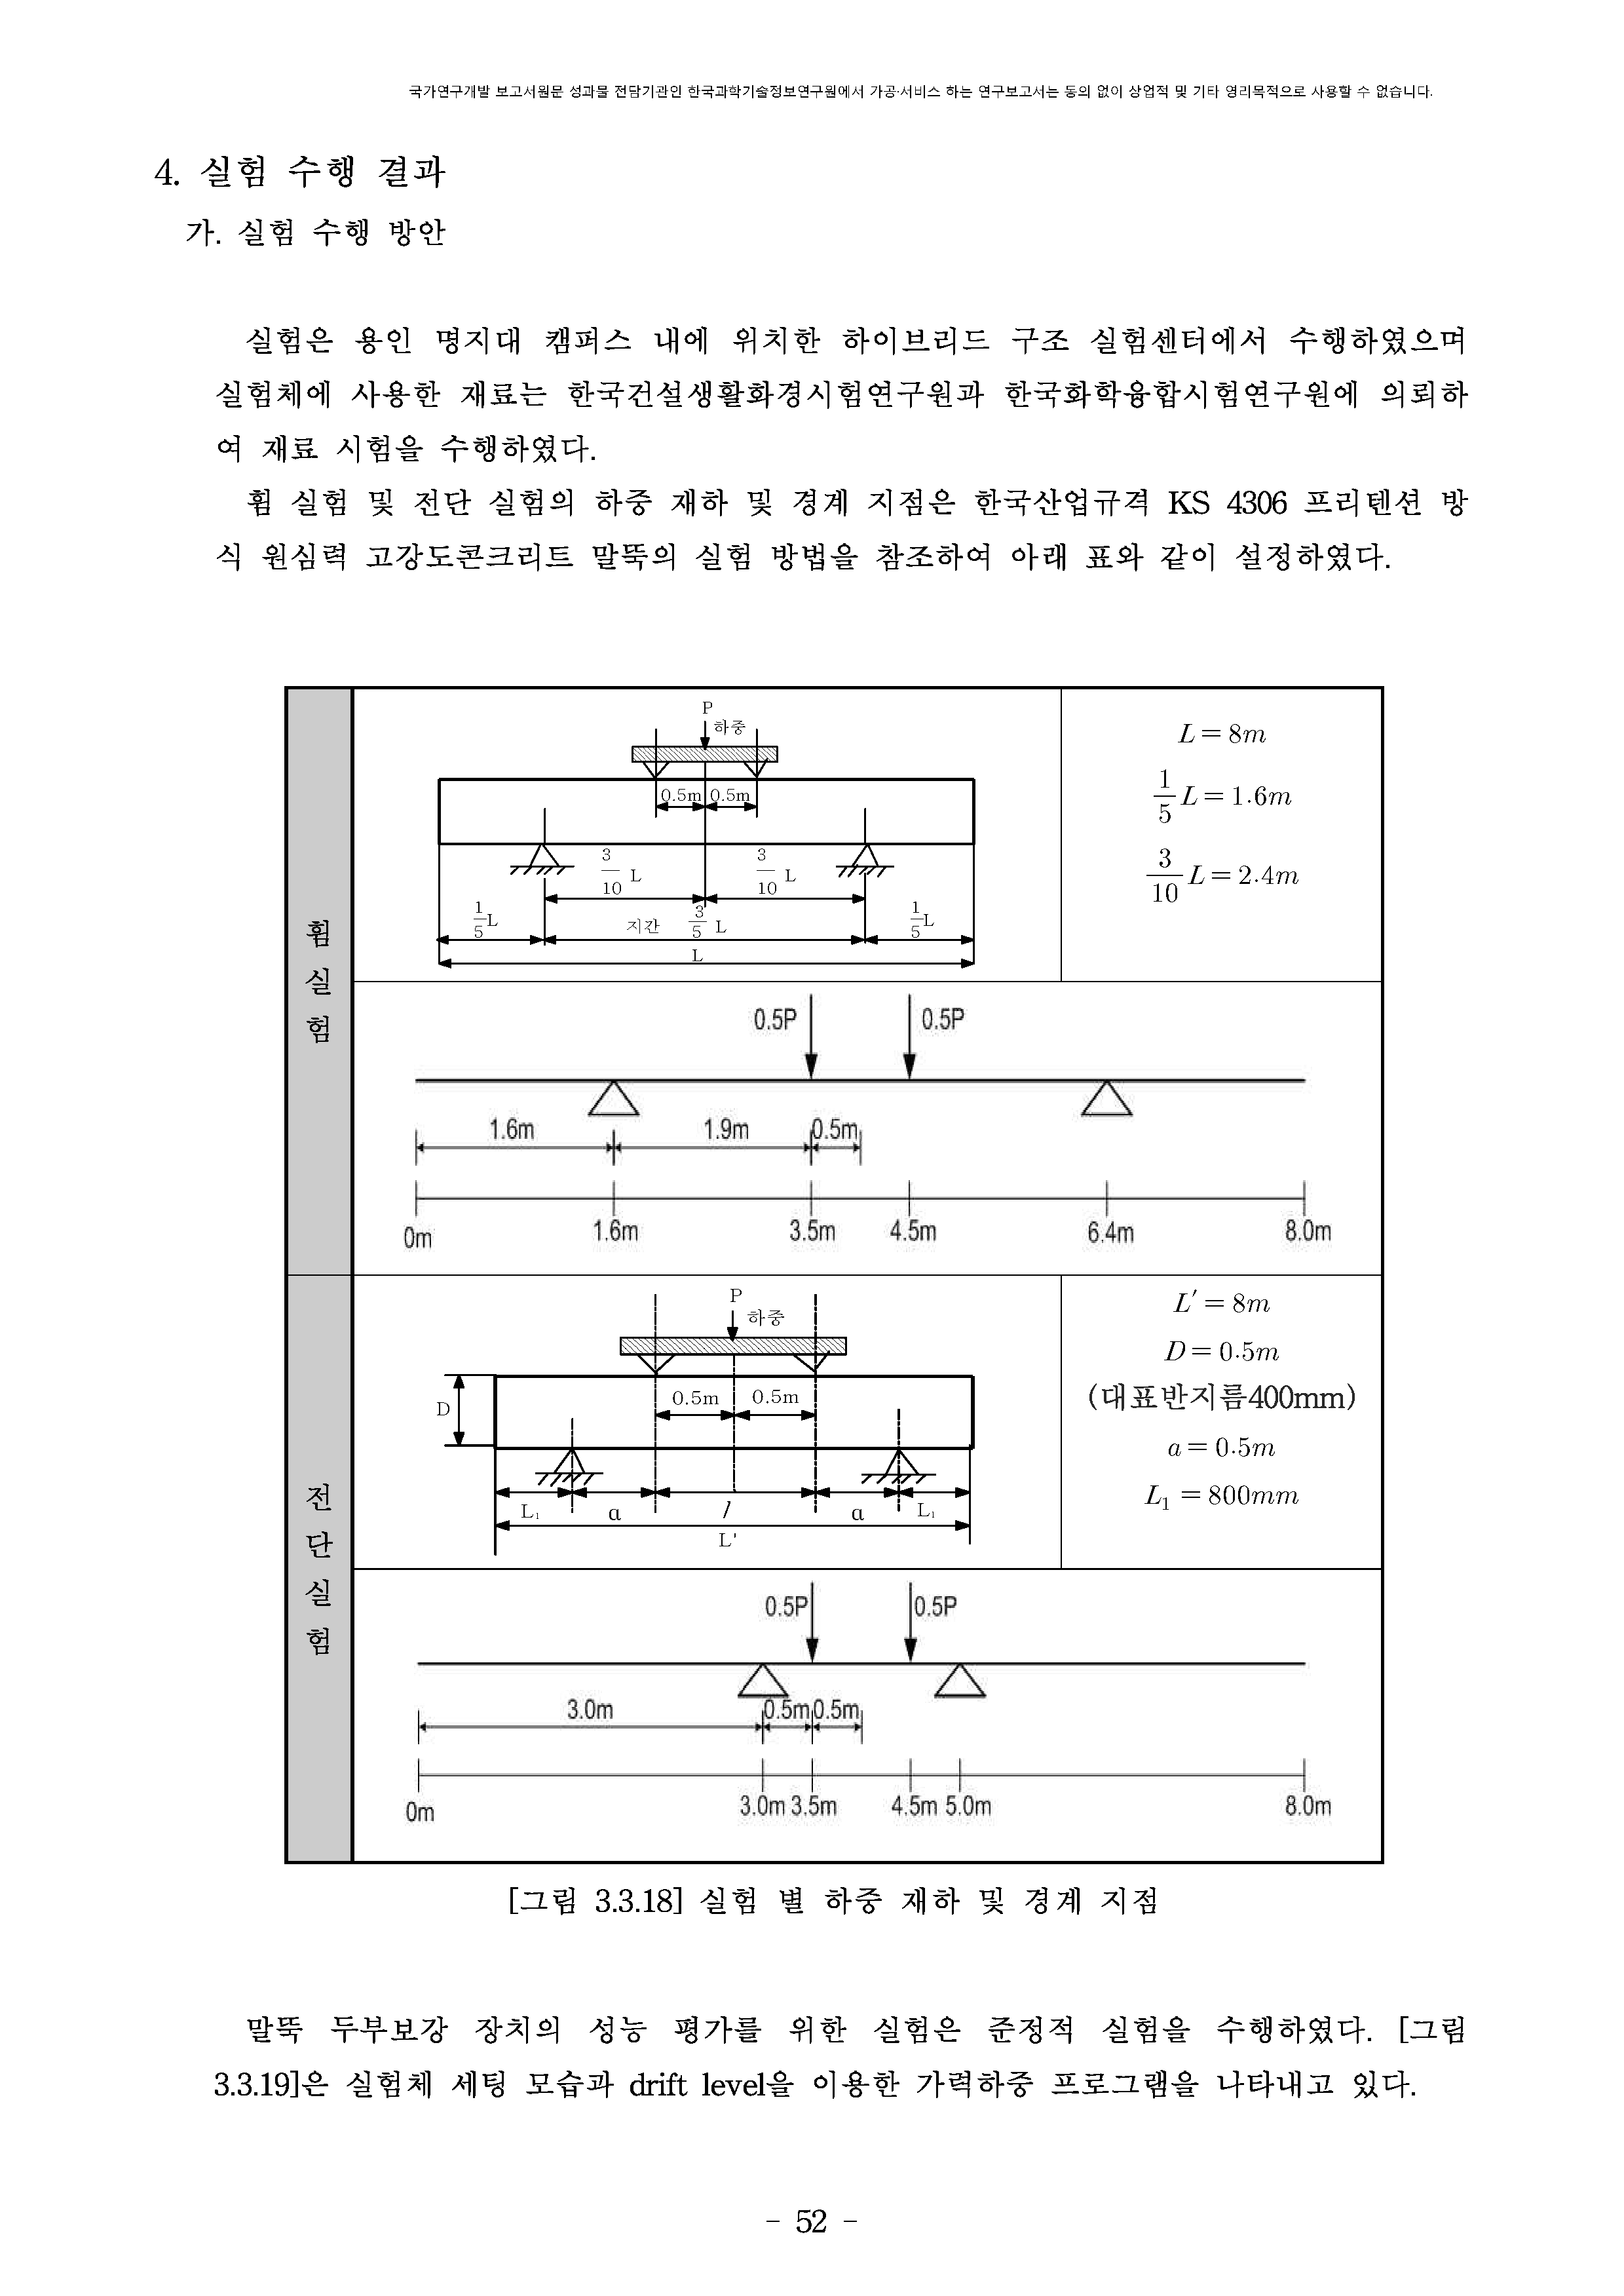 국가연구개발 보고서원문 성과물 전담기관인 한국과학기술정보연구원에서 가공·서비스 하는 연구보고서는 동의 없이 상업적 및 기타 영리목적으로 사용할 수 없습니다.
4. 실험 수행 결과
가. 실험 수행 방안
실험은 용인 명지대 캠퍼스 내에 위치한 하이브리드 구조 실험센터에서 수행하였으며
실험체에 사용한 재료는 한국건설생활화경시험연구원과 한국화학융합시험연구원에 의뢰하
여 재료 시험을 수행하였다.
휨 실험 및 전단 실험의 하중 재하 및 경계 지점은 한국산업규격 KS 4306 프리텐션 방
식 원심력 고강도콘크리트 말뚝의 실험 방법을 참조하여 아래 표와 같이 설정하였다.
휨 실 험
P
하중
0.5m 0.5m
3/10 L 3/10 L
1/5 L 지간 3/5 L 1/5 L
L
L = 8m
1/5 L = 1.6m
3/10 L = 2.4m
0.5P 0.5P
1.6m 1.9m 0.5m
0m 1.6m 3.5m 4.5m 6.4m 8.0m
전 단 실 험
P
하중
D 0.5m 0.5m
L₁ a l a L₁
L'
L' = 8m
D = 0.5m
(대표반지름400mm)
a = 0.5m
L₁ = 800mm
0.5P 0.5P
3.0m 0.5m 0.5m
0m 3.0m 3.5m 4.5m 5.0m 8.0m
[그림 3.3.18] 실험 별 하중 재하 및 경계 지점
말뚝 두부보강 장치의 성능 평가를 위한 실험은 준정적 실험을 수행하였다. [그림
3.3.19]은 실험체 세팅 모습과 drift level을 이용한 가력하중 프로그램을 나타내고 있다.
- 52 -